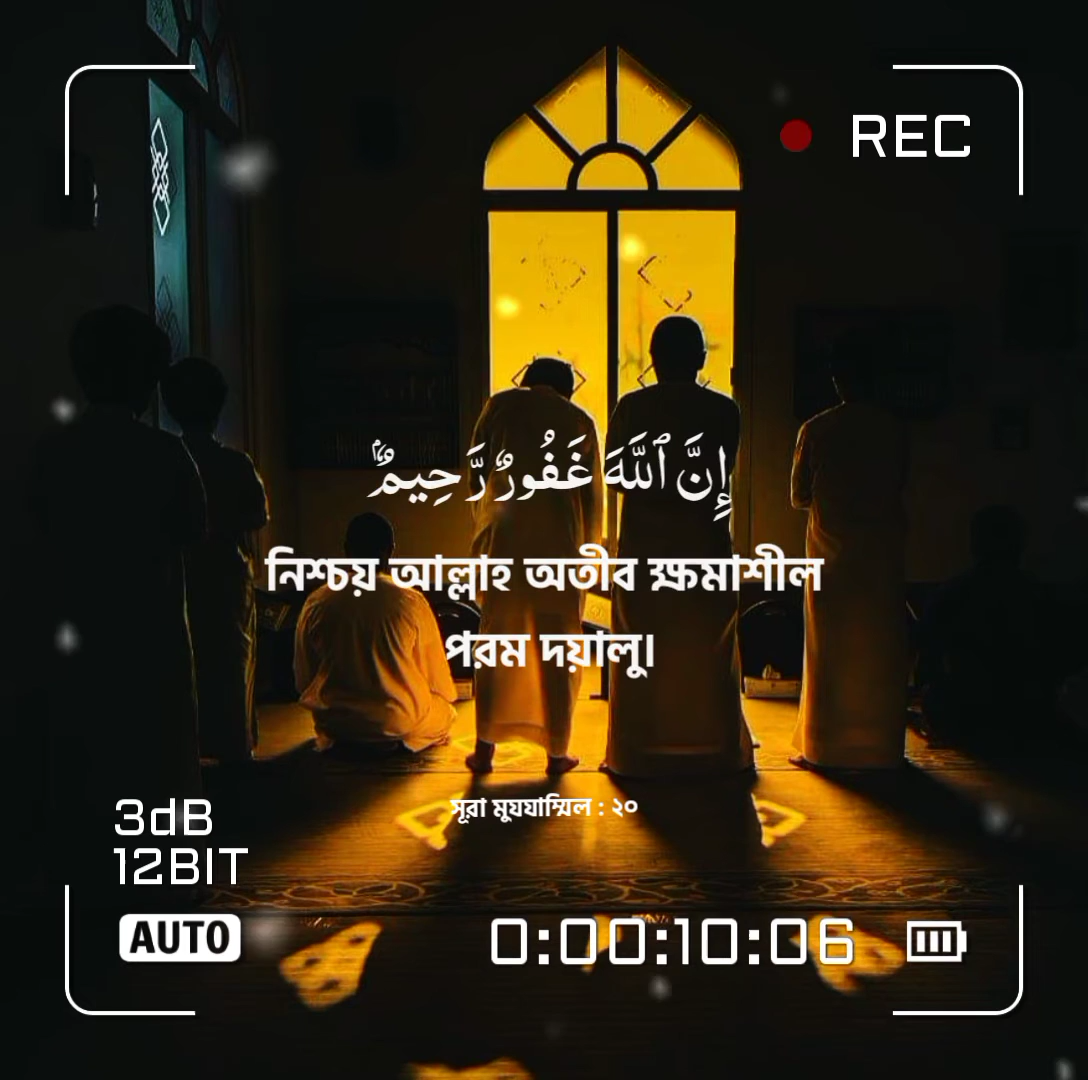 REC
إِنَّ ٱللَّهَ غَفُورٌ رَّحِيمٌۢ
নিশ্চয় আল্লাহ অতীব ক্ষমাশীল
পরম দয়ালু।
সূরা মুযযাম্মিল : ২০
3dB
12BIT
AUTO
0:00:10:06